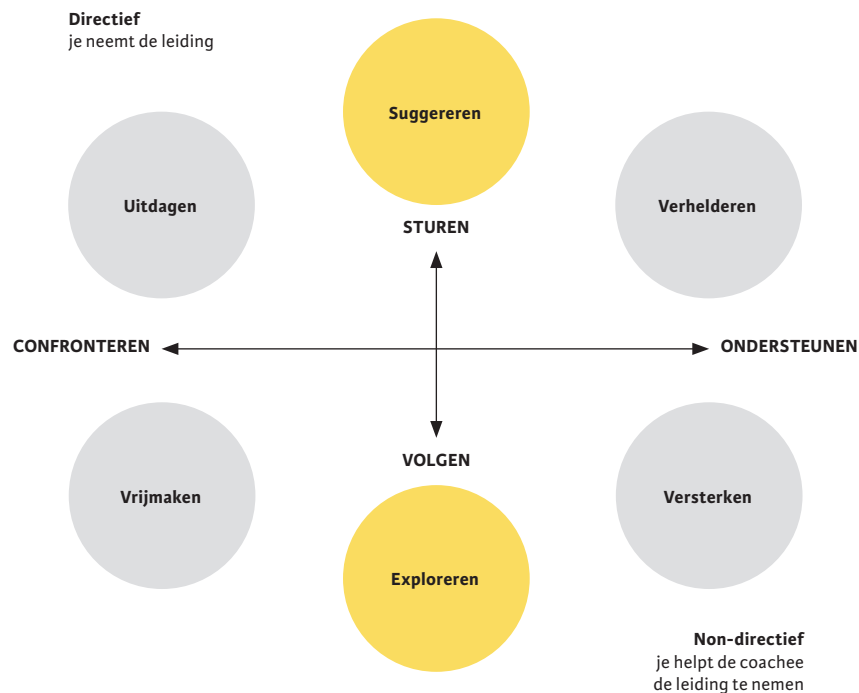 Directief
je neemt de leiding
Suggereren
Uitdagen
Verhelderen
STUREN
CONFRONTEREN
ONDERSTEUNEN
VOLGEN
Vrijmaken
Versterken
Exploreren
Non-directief
je helpt de coachee
de leiding te nemen